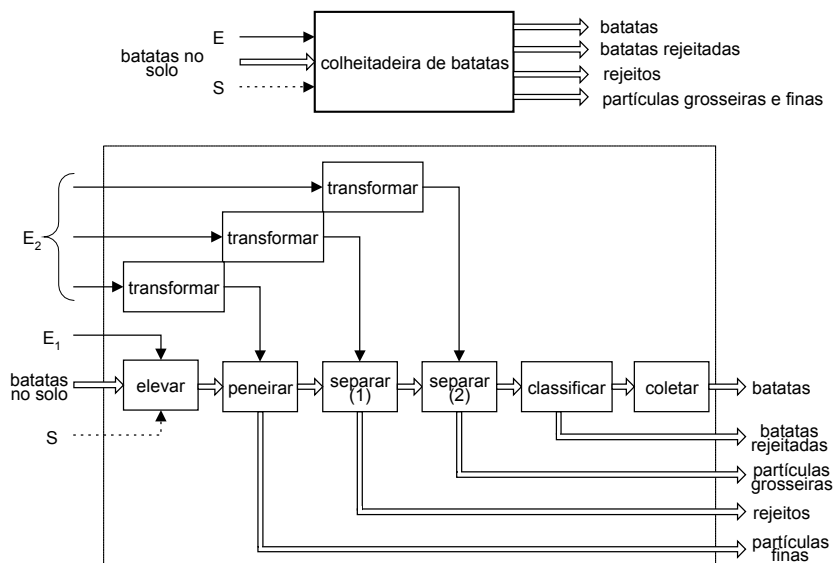 E
batatas no
solo
S
colheitadeira de batatas
batatas
batatas rejeitadas
rejeitos
partículas grosseiras e finas
E2
transformar
transformar
transformar
E1
batatas
no solo
S
elevar
peneirar
separar
(1)
separar
(2)
classificar
coletar
batatas
batatas
rejeitadas
partículas
grosseiras
rejeitos
partículas
finas